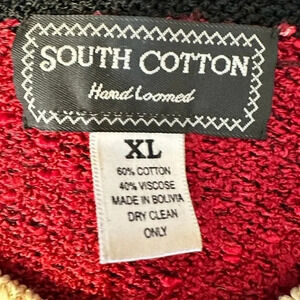 SOUTH COTTON
Hand Loomed
XL
60% COTTON
40% VISCOSE
MADE IN BOLIVIA
DRY CLEAN
ONLY